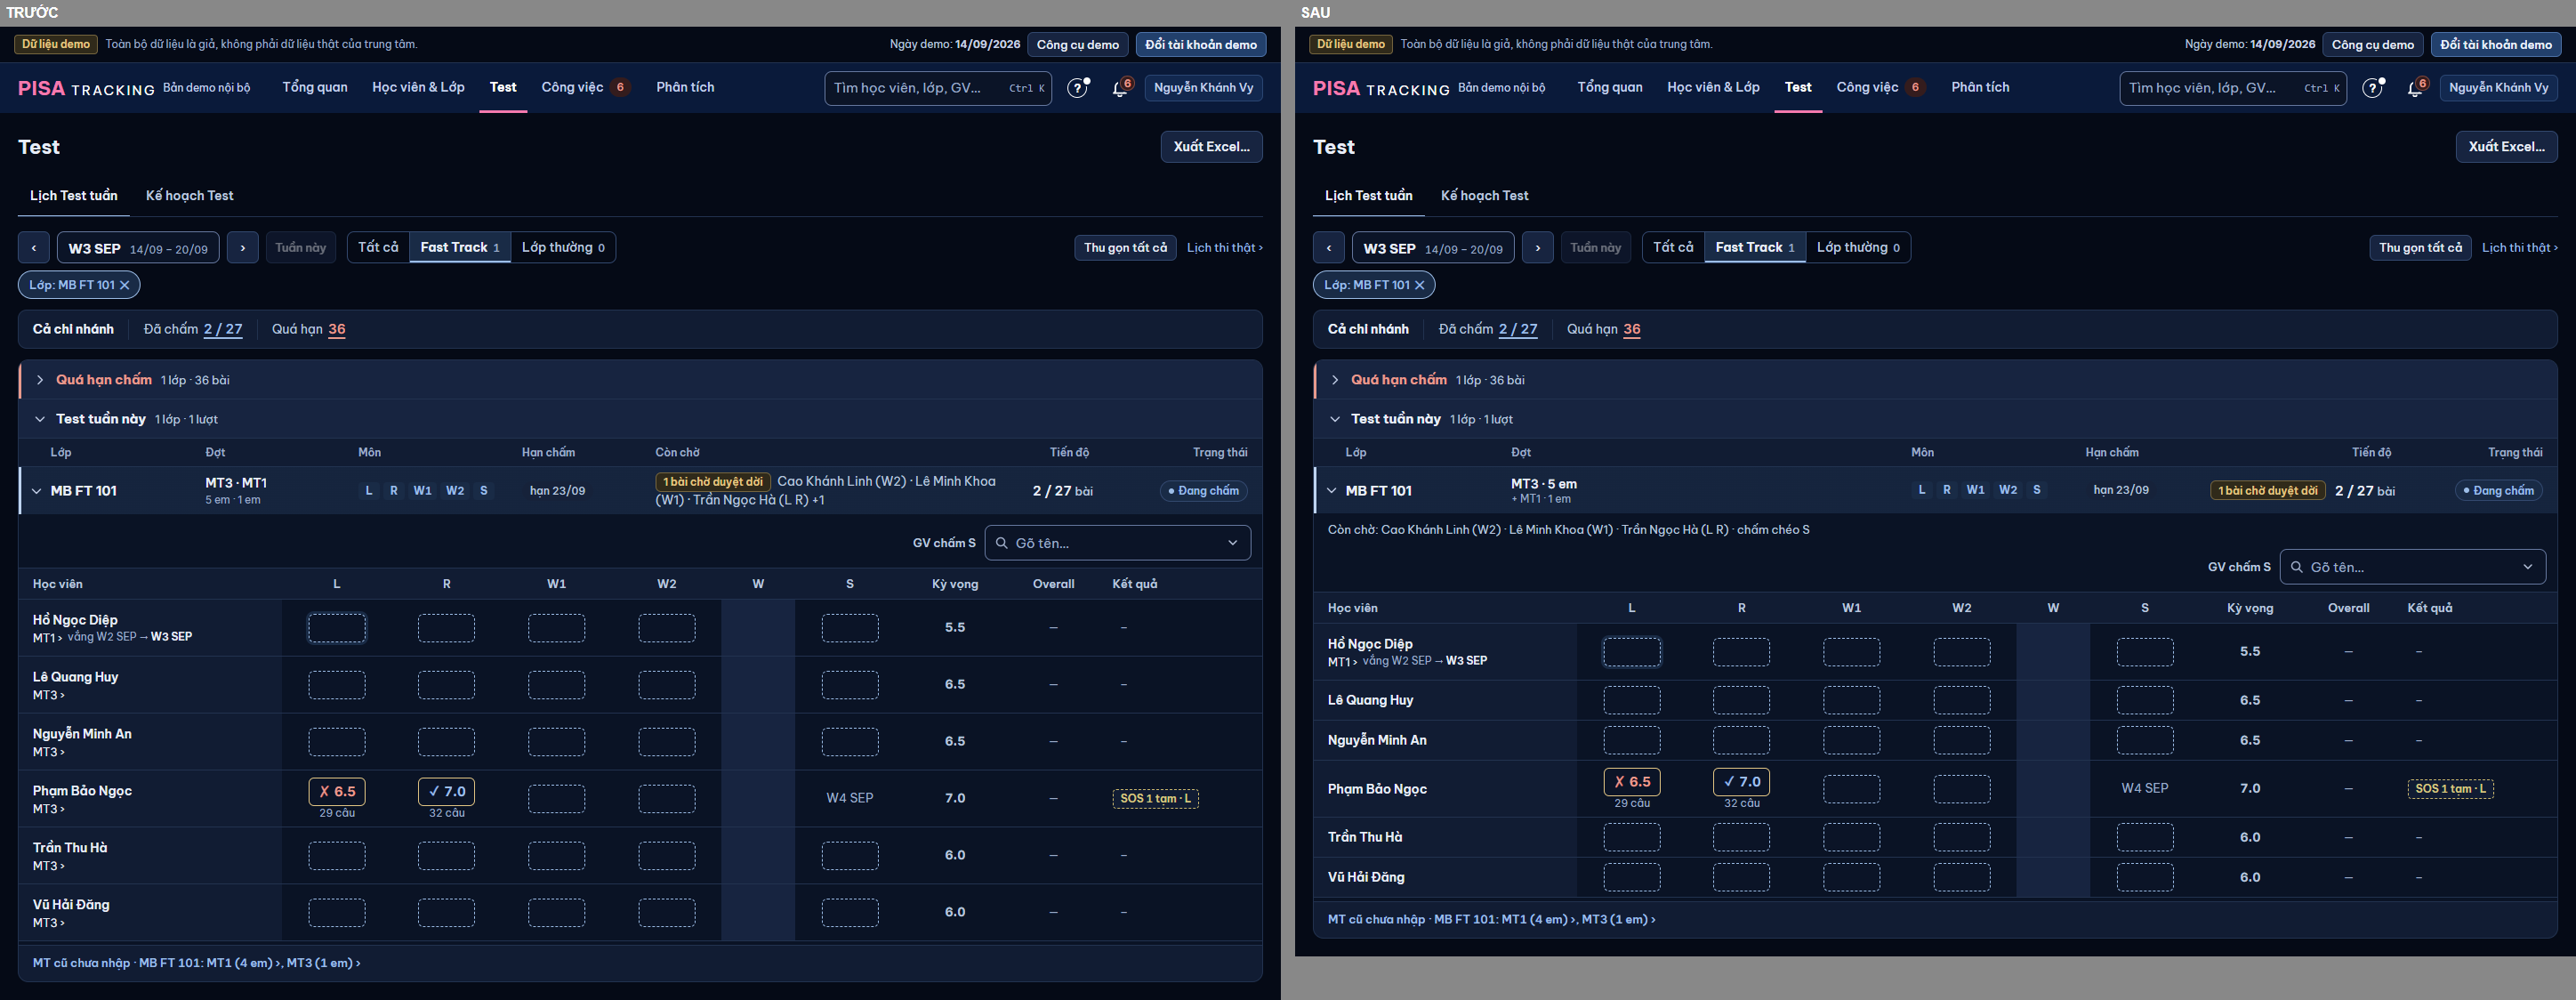 TRƯỚC
Dữ liệu demo Toàn bộ dữ liệu là giả, không phải dữ liệu thật của trung tâm. Ngày demo: 14/09/2026 Công cụ demo Đổi tài khoản demo
PISA TRACKING Bản demo nội bộ Tổng quan Học viên & Lớp Test Công việc 6 Phân tích Tìm học viên, lớp, GV... Ctrl K ? 6 Nguyễn Khánh Vy
Test Xuất Excel...
Lịch Test tuần Kế hoạch Test
‹ W3 SEP 14/09 – 20/09 › Tuần này Tất cả Fast Track 1 Lớp thường 0 Thu gọn tất cả Lịch thi thật ›
Lớp: MB FT 101 ✕
Cả chi nhánh Đã chấm 2 / 27 Quá hạn 36
Quá hạn chấm 1 lớp · 36 bài
Test tuần này 1 lớp · 1 lượt
Lớp Đợt Môn Hạn chấm Còn chờ Tiến độ Trạng thái
MB FT 101 MT3 · MT1 L R W1 W2 S hạn 23/09 1 bài chờ duyệt dời Cao Khánh Linh (W2) · Lê Minh Khoa 2 / 27 bài Đang chấm
5 em · 1 em (W1) · Trần Ngọc Hà (L R) +1
GV chấm S Gõ tên...
Học viên L R W1 W2 W S Kỳ vọng Overall Kết quả
Hồ Ngọc Diệp 5.5 — –
MT1 › vắng W2 SEP → W3 SEP
Lê Quang Huy 6.5 — –
MT3 ›
Nguyễn Minh An 6.5 — –
MT3 ›
Phạm Bảo Ngọc ✗ 6.5 ✓ 7.0 W4 SEP 7.0 — SOS 1 tạm · L
MT3 › 29 câu 32 câu
Trần Thu Hà 6.0 — –
MT3 ›
Vũ Hải Đăng 6.0 — –
MT3 ›
MT cũ chưa nhập · MB FT 101: MT1 (4 em) ›, MT3 (1 em) ›
SAU
Dữ liệu demo Toàn bộ dữ liệu là giả, không phải dữ liệu thật của trung tâm. Ngày demo: 14/09/2026 Công cụ demo Đổi tài khoản demo
PISA TRACKING Bản demo nội bộ Tổng quan Học viên & Lớp Test Công việc 6 Phân tích Tìm học viên, lớp, GV... Ctrl K ? 6 Nguyễn Khánh Vy
Test Xuất Excel...
Lịch Test tuần Kế hoạch Test
‹ W3 SEP 14/09 – 20/09 › Tuần này Tất cả Fast Track 1 Lớp thường 0 Thu gọn tất cả Lịch thi thật ›
Lớp: MB FT 101 ✕
Cả chi nhánh Đã chấm 2 / 27 Quá hạn 36
Quá hạn chấm 1 lớp · 36 bài
Test tuần này 1 lớp · 1 lượt
Lớp Đợt Môn Hạn chấm Tiến độ Trạng thái
MB FT 101 MT3 · 5 em L R W1 W2 S hạn 23/09 1 bài chờ duyệt dời 2 / 27 bài Đang chấm
+ MT1 · 1 em
Còn chờ: Cao Khánh Linh (W2) · Lê Minh Khoa (W1) · Trần Ngọc Hà (L R) · chấm chéo S
GV chấm S Gõ tên...
Học viên L R W1 W2 W S Kỳ vọng Overall Kết quả
Hồ Ngọc Diệp 5.5 — –
MT1 › vắng W2 SEP → W3 SEP
Lê Quang Huy 6.5 — –
Nguyễn Minh An 6.5 — –
Phạm Bảo Ngọc ✗ 6.5 ✓ 7.0 W4 SEP 7.0 — SOS 1 tạm · L
29 câu 32 câu
Trần Thu Hà 6.0 — –
Vũ Hải Đăng 6.0 — –
MT cũ chưa nhập · MB FT 101: MT1 (4 em) ›, MT3 (1 em) ›